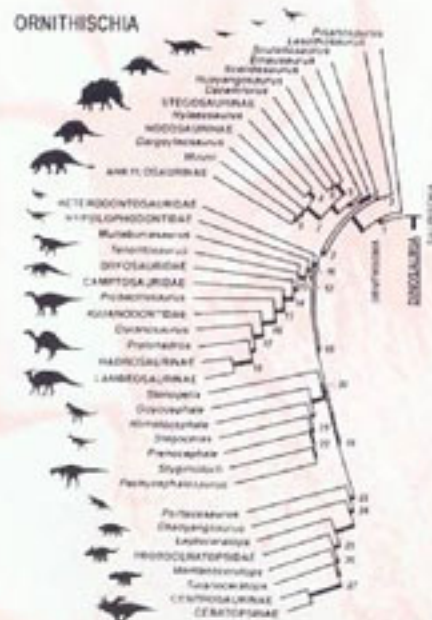 ORNITHISCHIA
Pisanosaurus
Lesothosaurus
Scutellosaurus
Emausaurus
Scelidosaurus
Huayangosaurus
Dacentrurus
STEGOSAURINAE
Hylaeosaurus
NODOSAURINAE
Gargoyleosaurus
Minmi
ANKYLOSAURINAE
HETERODONTOSAURIDAE
HYPSILOPHODONTIDAE
Muttaburrasaurus
Tenontosaurus
DRYOSAURIDAE
CAMPTOSAURIDAE
Probactrosaurus
IGUANODONTIDAE
Ouranosaurus
Protohadros
HADROSAURINAE
LAMBEOSAURINAE
Stenopelix
Goyocephale
Homalocephale
Stegoceras
Prenocephale
Stygimoloch
Pachycephalosaurus
Psittacosaurus
Chaoyangsaurus
Leptoceratops
PROTOCERATOPSIDAE
Montanoceratops
Turanoceratops
CENTROSAURINAE
CERATOPSINAE
ORNITHISCHIA
DINOSAURIA
SAURISCHIA